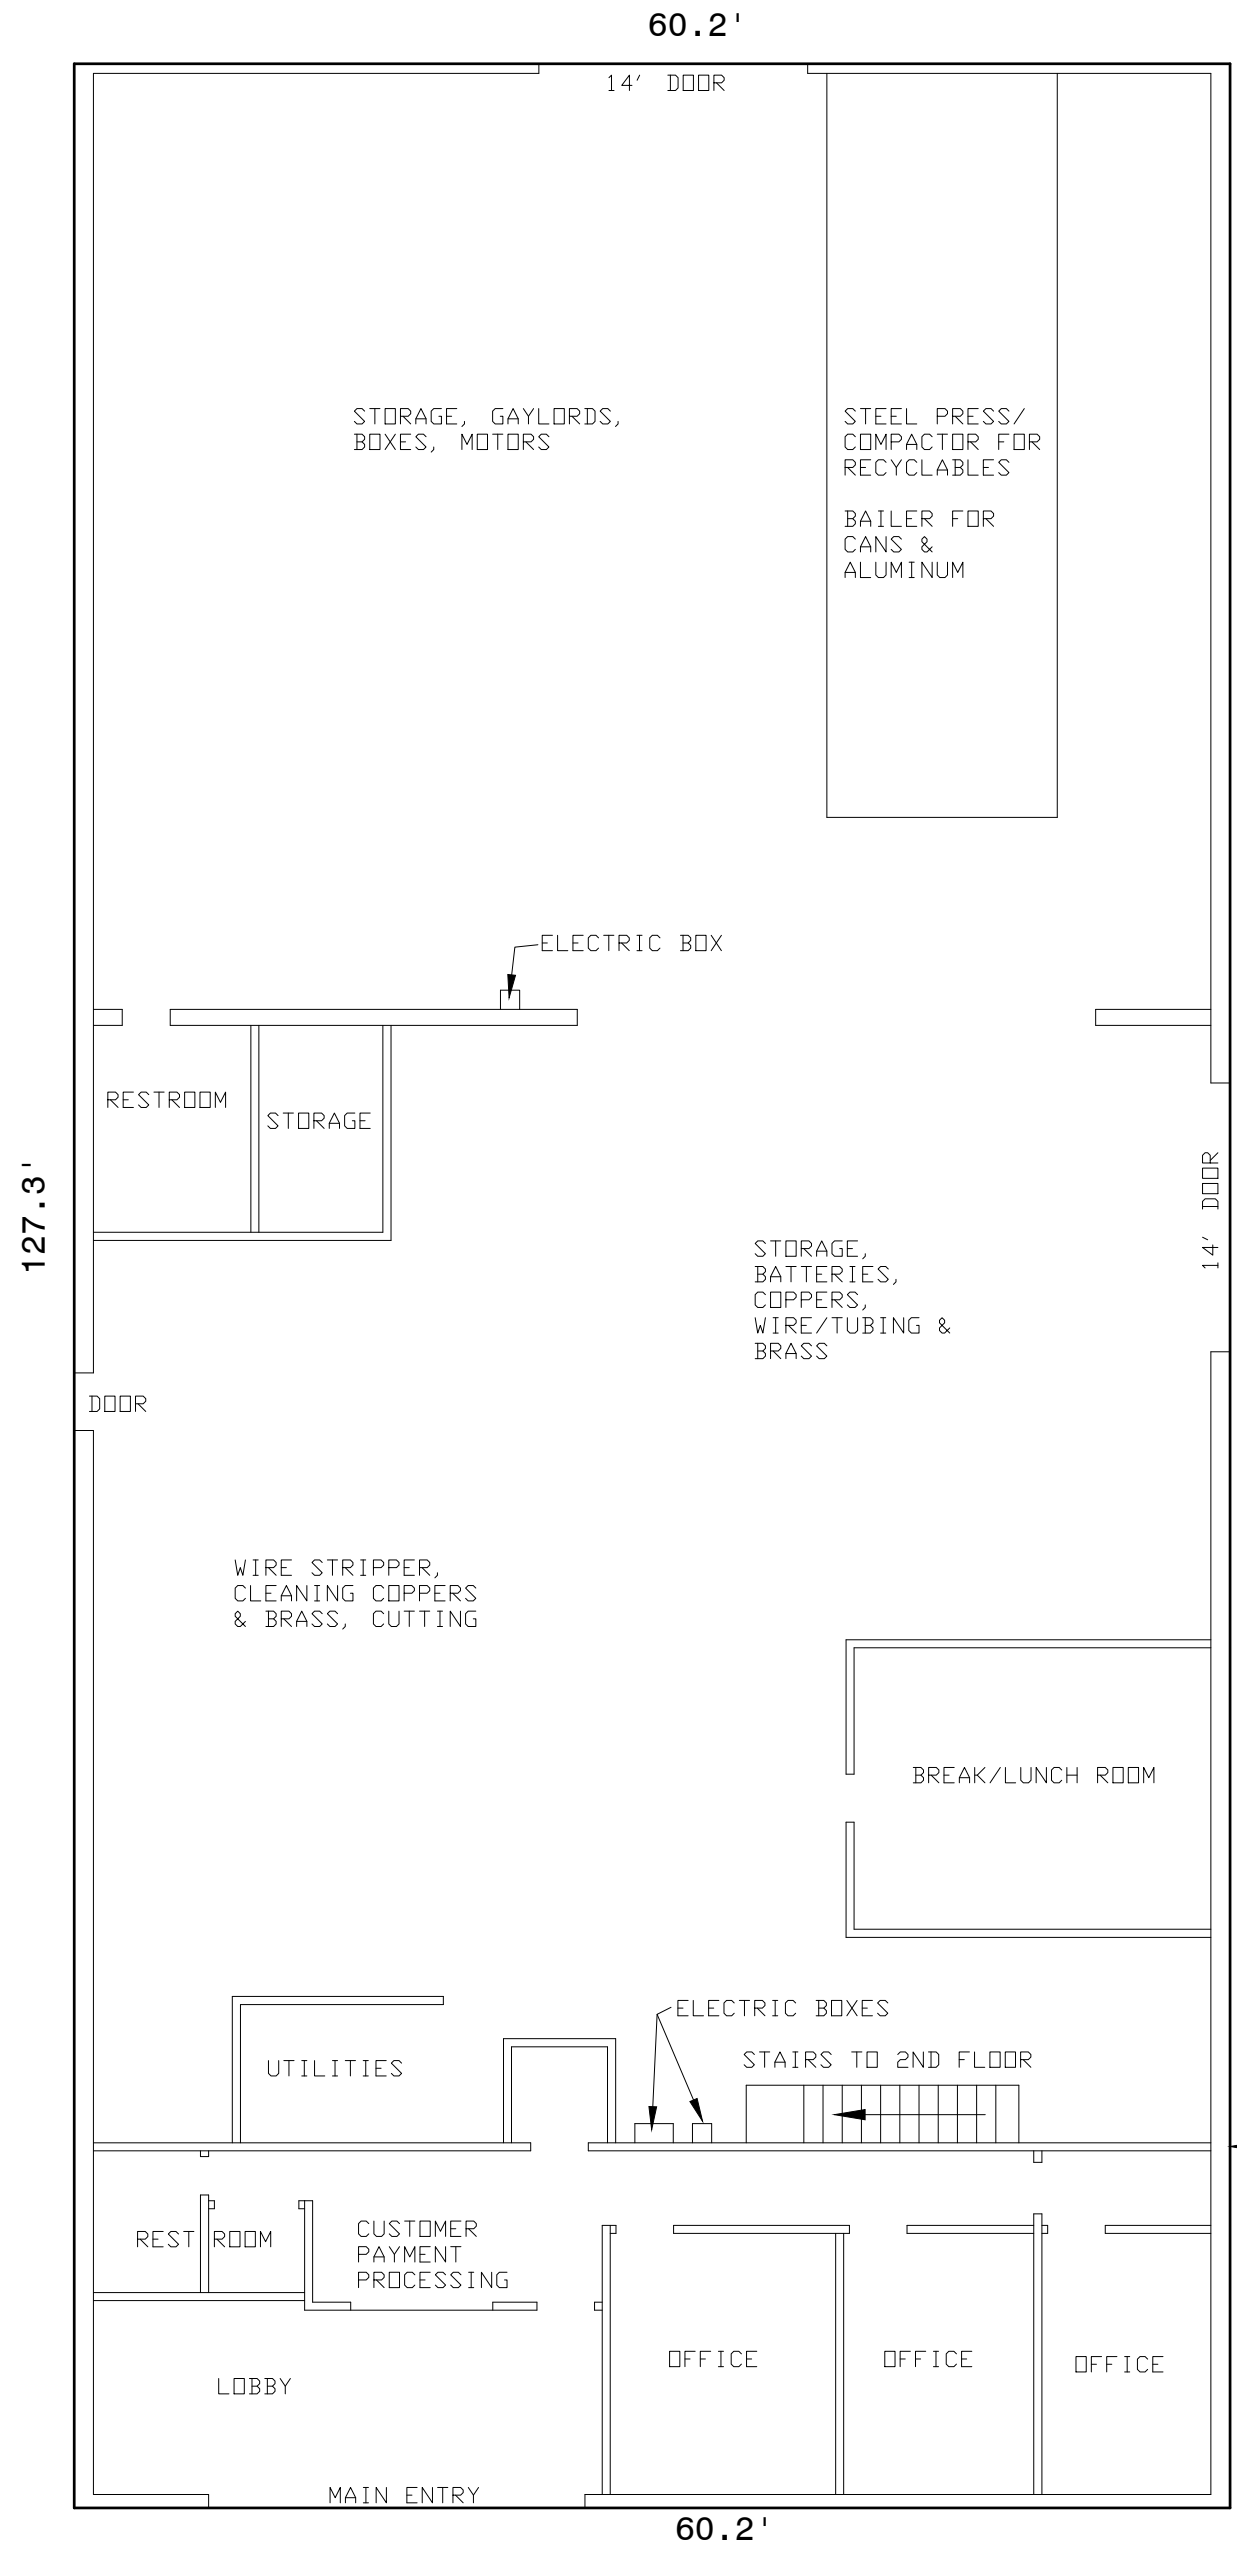 60.2'
14' DOOR
STORAGE, GAYLORDS,
BOXES, MOTORS
STEEL PRESS/
COMPACTOR FOR
RECYCLABLES
BAILER FOR
CANS &
ALUMINUM
ELECTRIC BOX
RESTROOM
STORAGE
127.3'
14' DOOR
STORAGE,
BATTERIES,
COPPERS,
WIRE/TUBING &
BRASS
DOOR
WIRE STRIPPER,
CLEANING COPPERS
& BRASS, CUTTING
BREAK/LUNCH ROOM
ELECTRIC BOXES
UTILITIES
STAIRS TO 2ND FLOOR
REST ROOM
CUSTOMER
PAYMENT
PROCESSING
OFFICE
OFFICE
OFFICE
LOBBY
MAIN ENTRY
60.2'